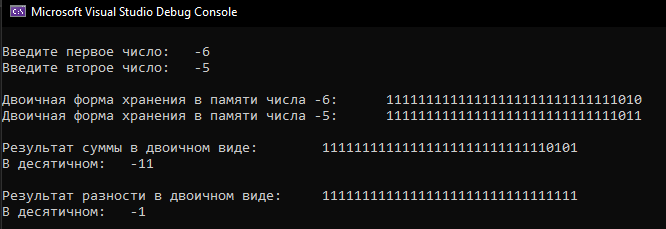 Microsoft Visual Studio Debug Console
Введите первое число: -6
Введите второе число: -5
Двоичная форма хранения в памяти числа -6: 11111111111111111111111111111010
Двоичная форма хранения в памяти числа -5: 11111111111111111111111111111011
Результат суммы в двоичном виде: 11111111111111111111111111110101
В десятичном: -11
Результат разности в двоичном виде: 11111111111111111111111111111111
В десятичном: -1